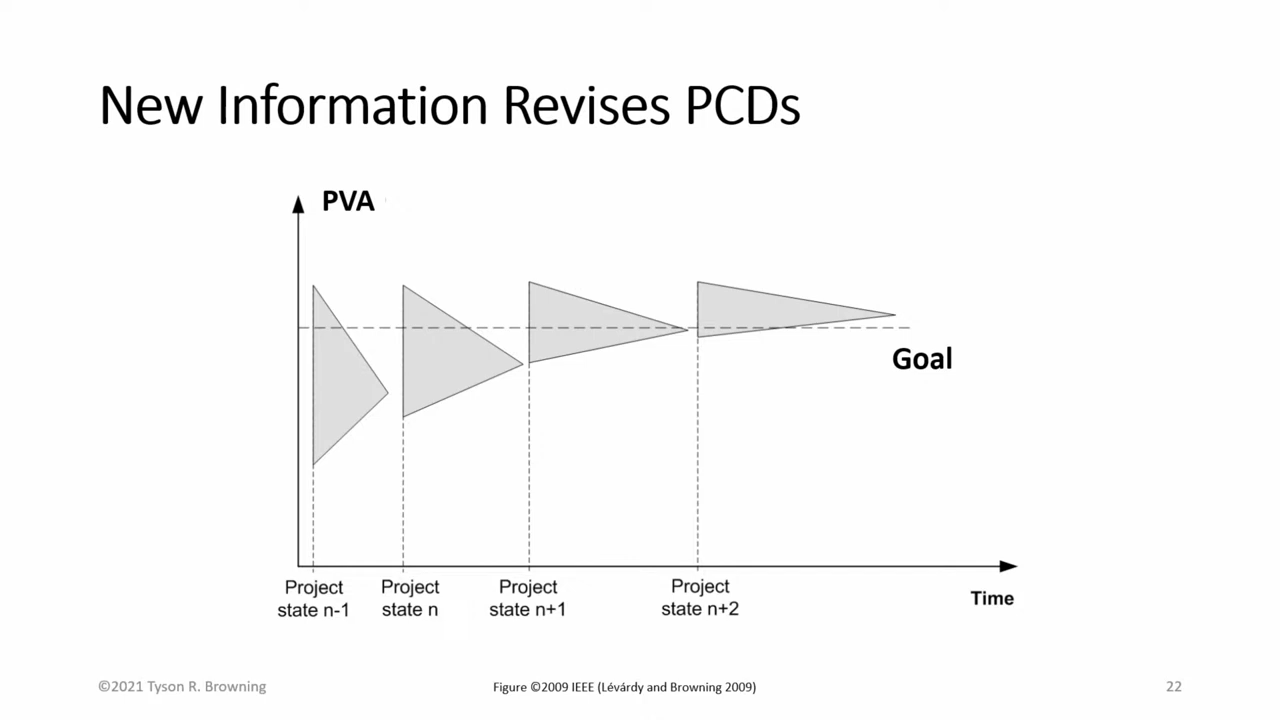 New Information Revises PCDs
PVA
Goal
Project
state n-1
Project
state n
Project
state n+1
Project
state n+2
Time
©2021 Tyson R. Browning
Figure ©2009 IEEE (Lévárdy and Browning 2009)
22